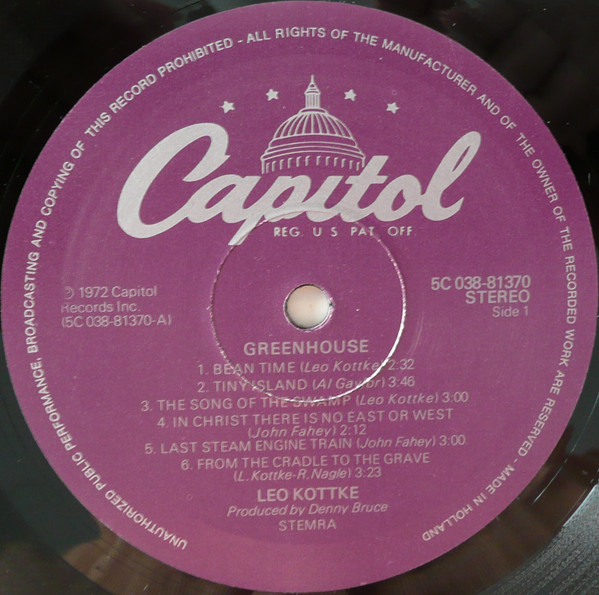 UNAUTHORIZED PUBLIC PERFORMANCE, BROADCASTING AND COPYING OF THIS RECORD PROHIBITED - ALL RIGHTS OF THE MANUFACTURER AND OF THE OWNER OF THE RECORDED WORK ARE RESERVED - MADE IN HOLLAND
Capitol
REG. U S PAT. OFF.
℗ 1972 Capitol
Records Inc.
(5C 038-81370-A)
5C 038-81370
STEREO
Side 1
GREENHOUSE
1. BEAN TIME (Leo Kottke) 2:32
2. TINY ISLAND (Al Gaylor) 3:46
3. THE SONG OF THE SWAMP (Leo Kottke) 3:00
4. IN CHRIST THERE IS NO EAST OR WEST
(John Fahey) 2:12
5. LAST STEAM ENGINE TRAIN (John Fahey) 3:00
6. FROM THE CRADLE TO THE GRAVE
(L. Kottke-R. Nagle) 3:23
LEO KOTTKE
Produced by Denny Bruce
STEMRA